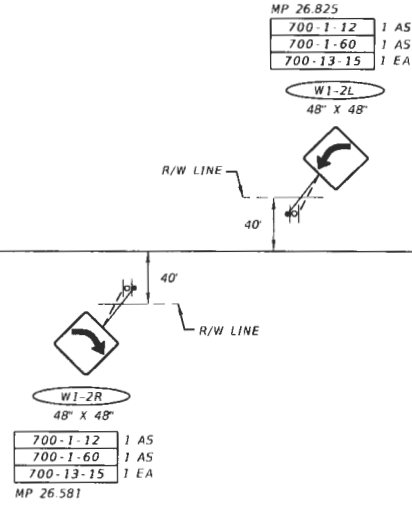 MP 26.825
700-1-12 1 AS
700-1-60 1 AS
700-13-15 1 EA
W1-2L
48" X 48"
R/W LINE
40'
40'
R/W LINE
W1-2R
48" X 48"
700-1-12 1 AS
700-1-60 1 AS
700-13-15 1 EA
MP 26.581